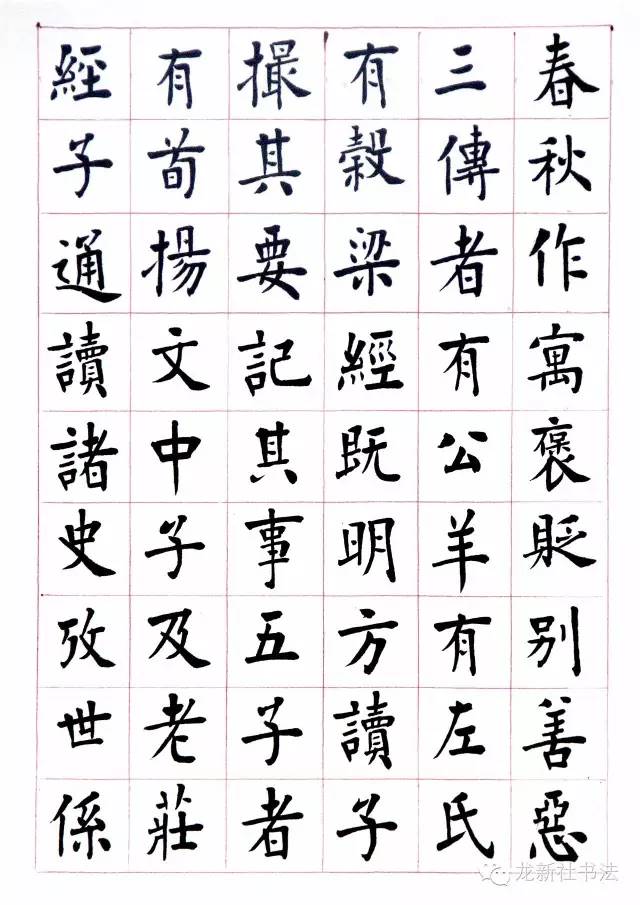 春秋作寓褒貶别善惡
三傳者有公羊有左氏
有穀梁經既明方讀子
撮其要記其事五子者
有荀揚文中子及老莊
經子通讀諸史攷世係
龙新社书法